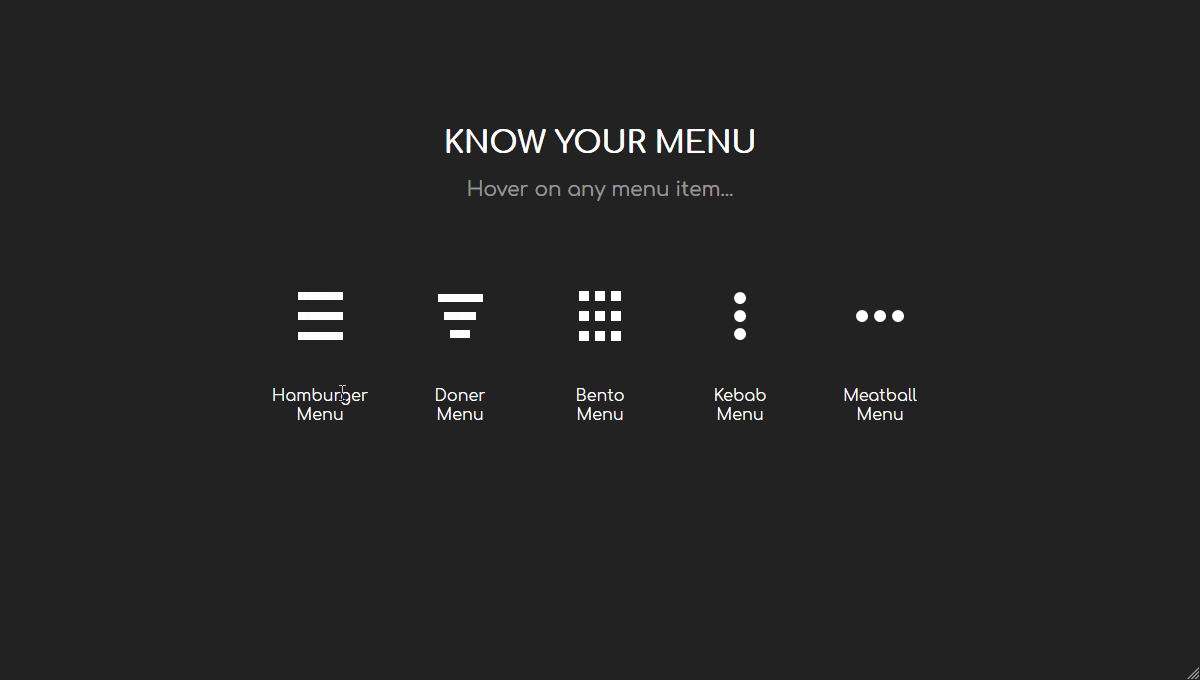 KNOW YOUR MENU
Hover on any menu item...
Hamburger
Menu
Doner
Menu
Bento
Menu
Kebab
Menu
Meatball
Menu